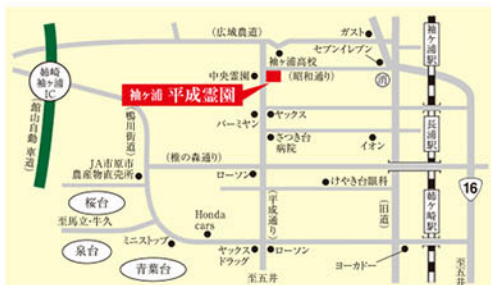 (広域農道)
ガスト
セブンイレブン
袖ヶ浦高校
(昭和通り)
中央霊園
袖ヶ浦 平成霊園
姉崎
袖ヶ浦
IC
館山自動車道)
(鴨川街道)
バーミヤン
ヤックス
さつき台
病院
イオン
(椎の森通り)
JA市原市
農産物直売所
ローソン
けやき台眼科
桜台
至馬立・牛久
泉台
青葉台
ミニストップ
Honda
cars
(平成通り)
ヤックス
ドラッグ
ローソン
至五井
(旧道)
ヨーカドー
袖ヶ浦駅
長浦駅
姉ヶ崎駅
16
至五井